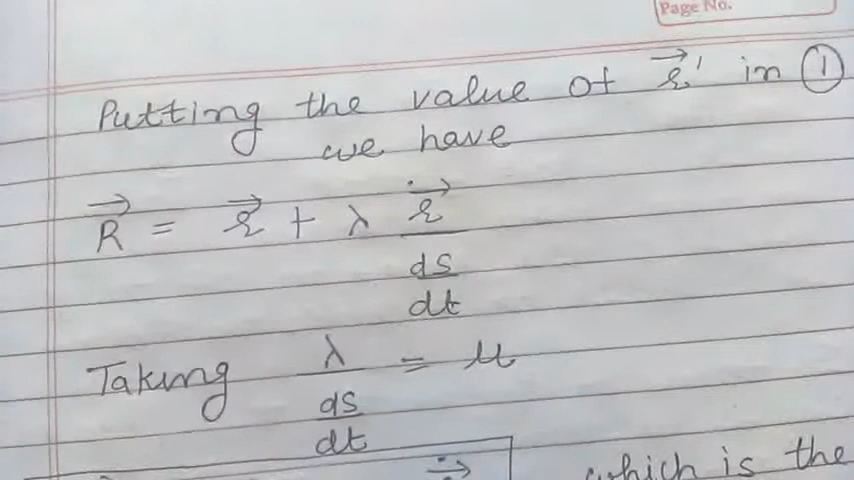 Page No.
Putting the value of r⃗' in ①
we have
R⃗ = r⃗ + λ ṙ⃗
ds
dt
Taking λ = μ
ds
dt
which is the